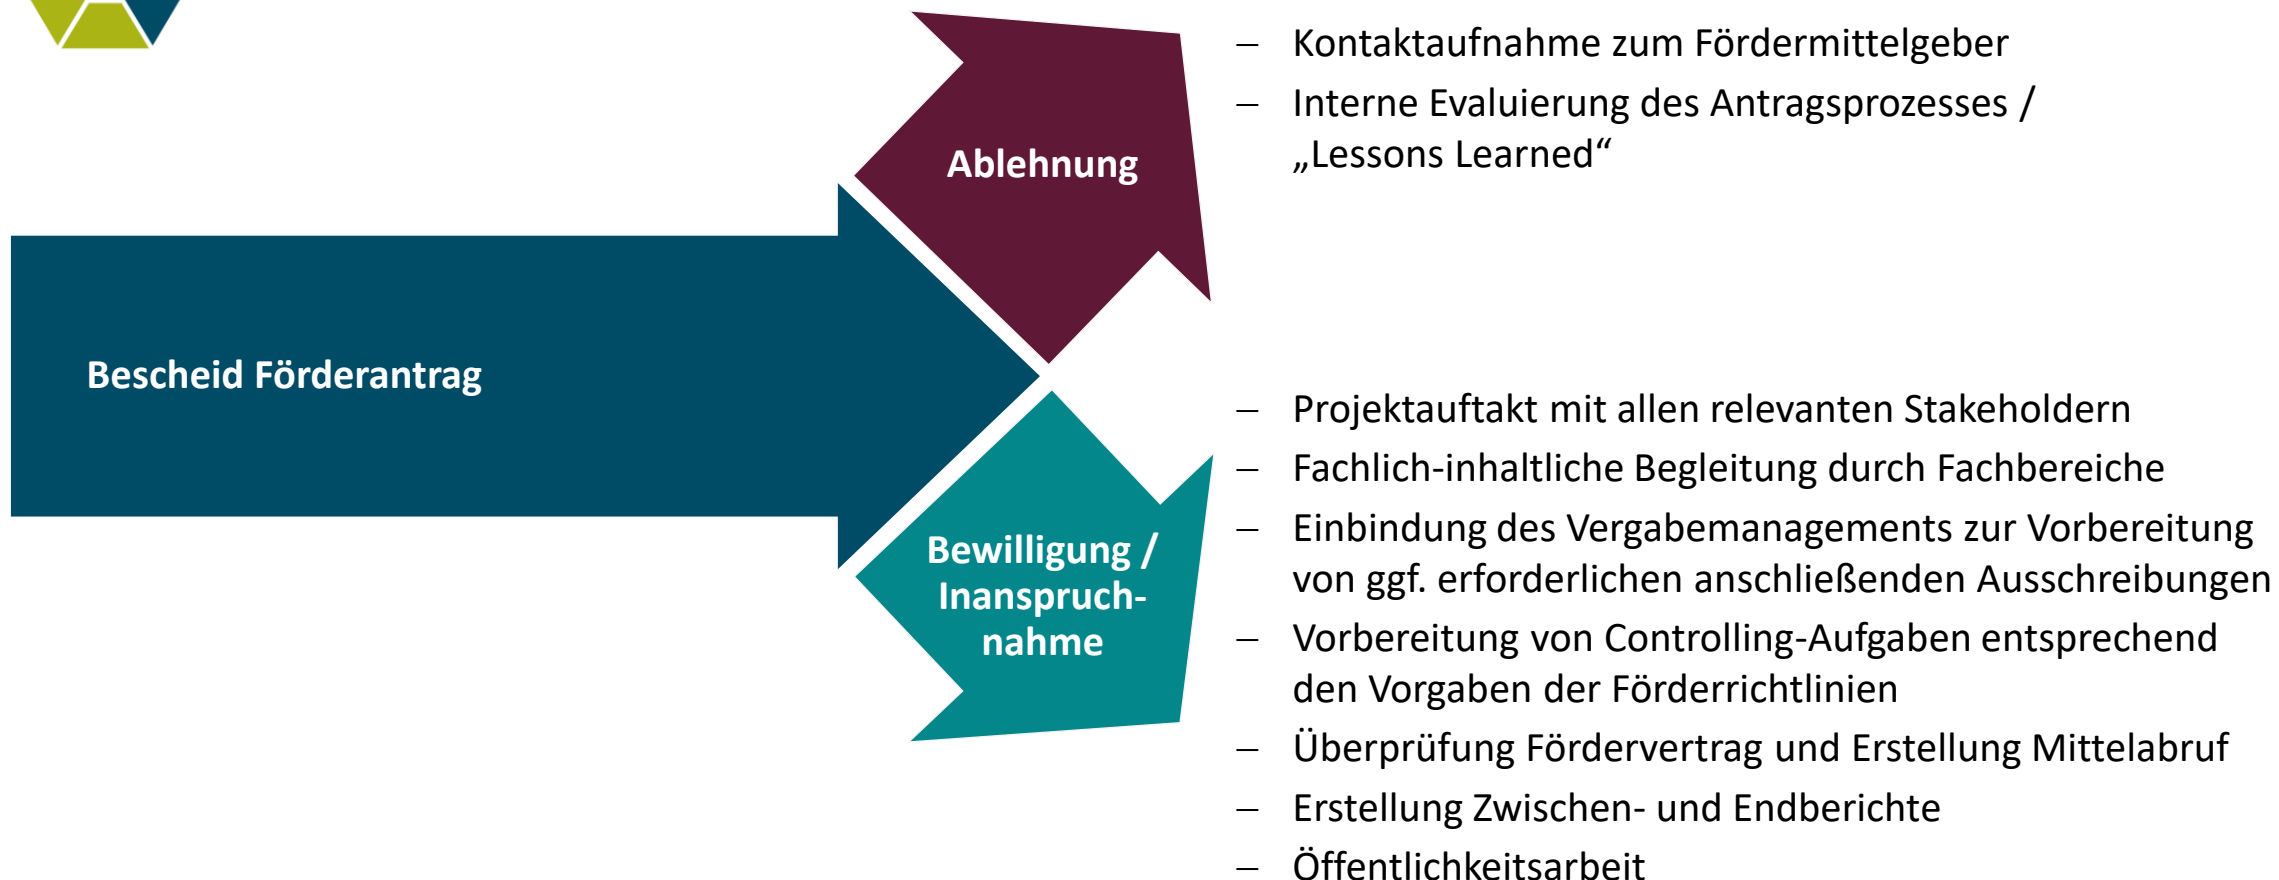 Bescheid Förderantrag
Ablehnung
– Kontaktaufnahme zum Fördermittelgeber
– Interne Evaluierung des Antragsprozesses /
„Lessons Learned“
Bewilligung /
Inanspruch-
nahme
– Projektauftakt mit allen relevanten Stakeholdern
– Fachlich-inhaltliche Begleitung durch Fachbereiche
– Einbindung des Vergabemanagements zur Vorbereitung
von ggf. erforderlichen anschließenden Ausschreibungen
– Vorbereitung von Controlling-Aufgaben entsprechend
den Vorgaben der Förderrichtlinien
– Überprüfung Fördervertrag und Erstellung Mittelabruf
– Erstellung Zwischen- und Endberichte
– Öffentlichkeitsarbeit